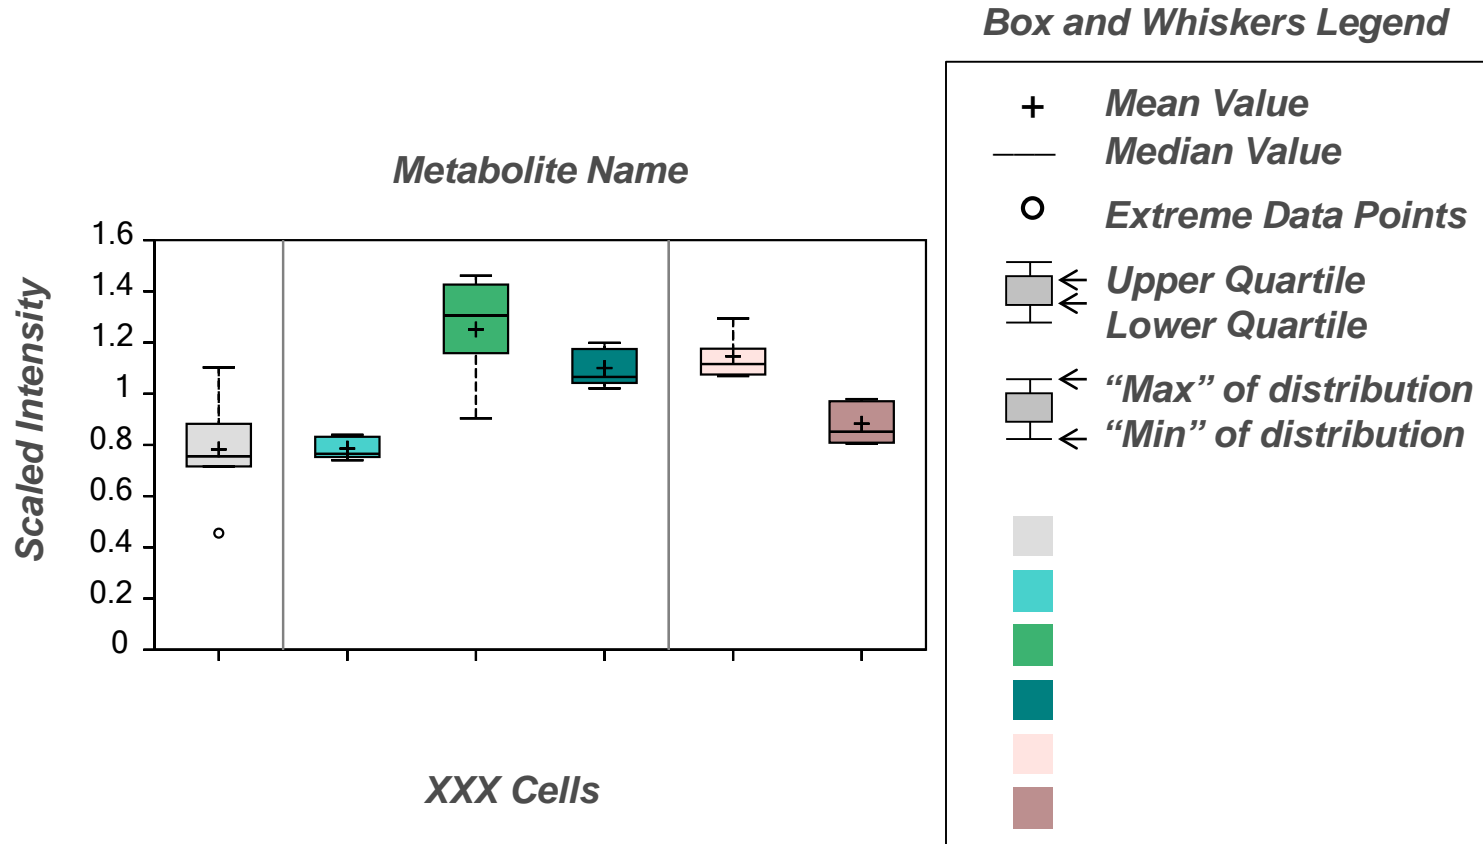 Box and Whiskers Legend
Mean Value
Median Value
Extreme Data Points
Upper Quartile
Lower Quartile
“Max” of distribution
“Min” of distribution
Metabolite Name
Scaled Intensity
1.6
1.4
1.2
1
0.8
0.6
0.4
0.2
0
XXX Cells